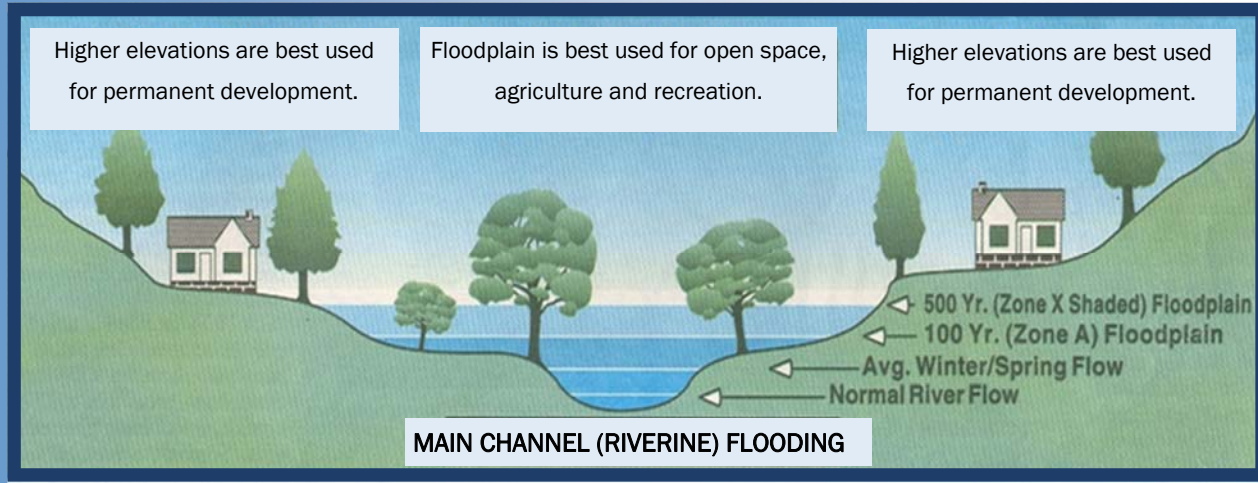 Higher elevations are best used
for permanent development.
Floodplain is best used for open space,
agriculture and recreation.
Higher elevations are best used
for permanent development.
500 Yr. (Zone X Shaded) Floodplain
100 Yr. (Zone A) Floodplain
Avg. Winter/Spring Flow
Normal River Flow
MAIN CHANNEL (RIVERINE) FLOODING